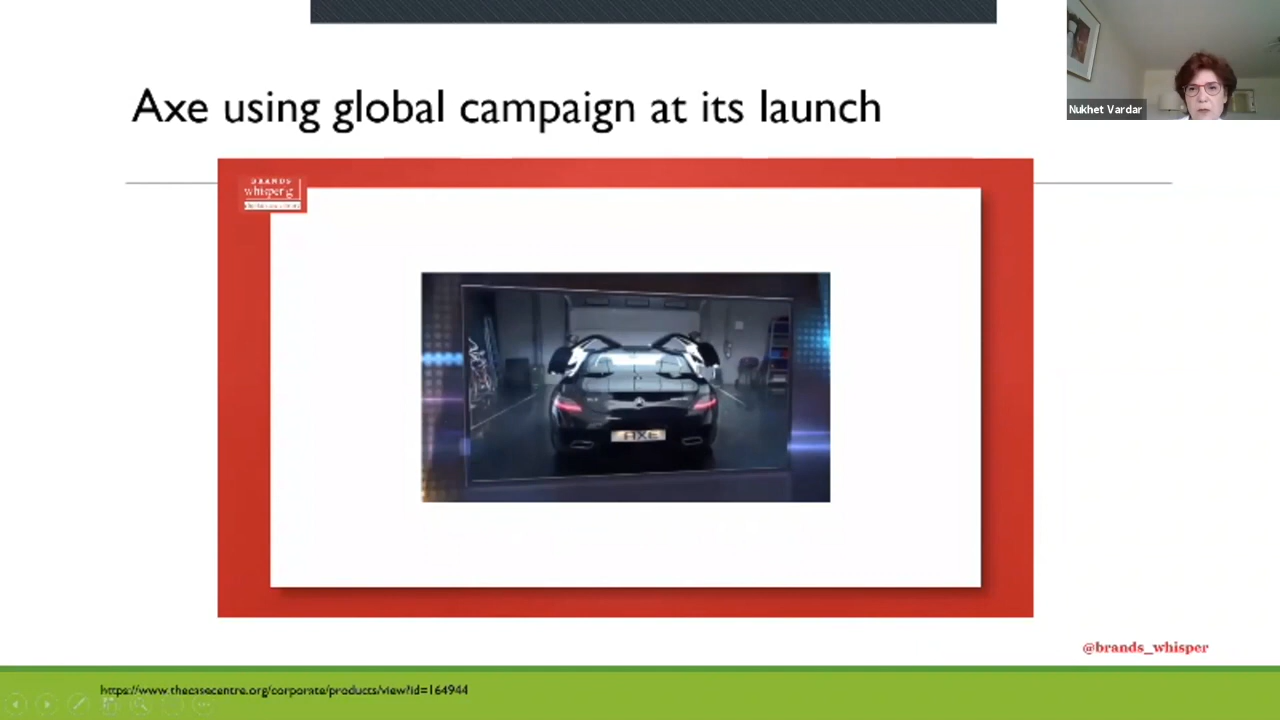 Axe using global campaign at its launch
Nukhet Vardar
BRANDS
whisper g
AXE
@brands_whisper
https://www.thecasecentre.org/corporate/products/view?id=164944